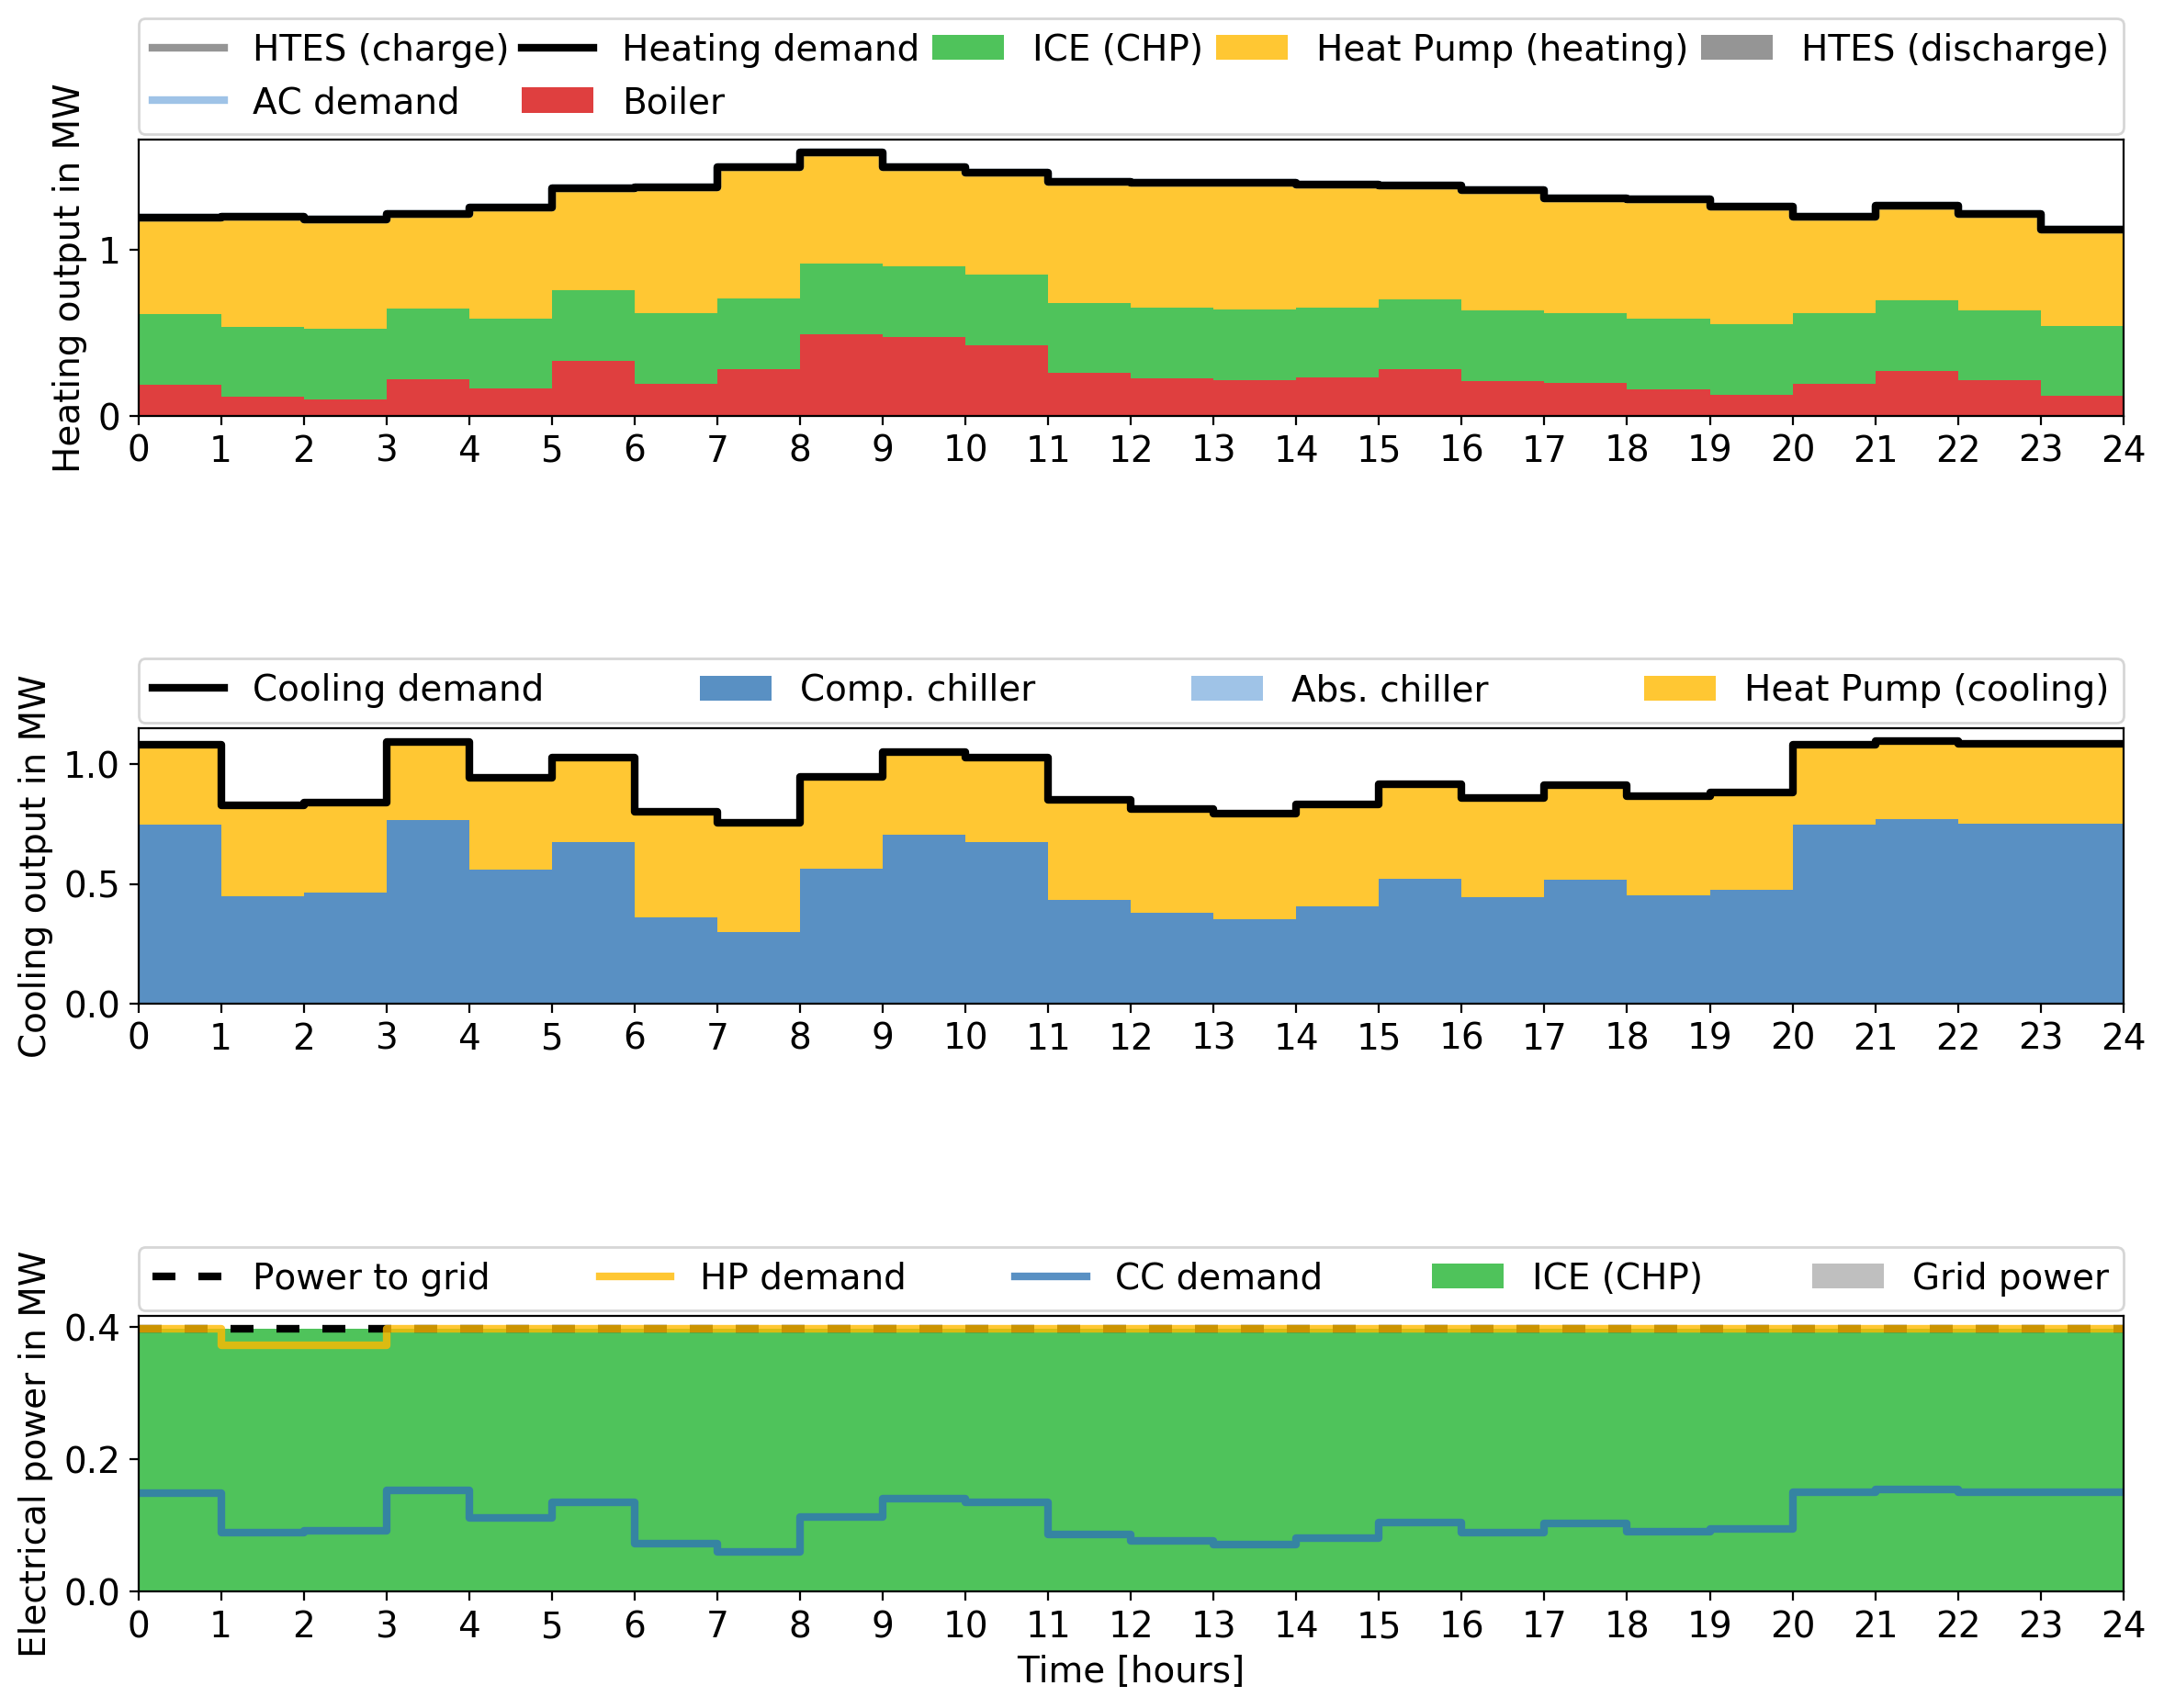 HTES (charge) Heating demand ICE (CHP) Heat Pump (heating) HTES (discharge)
AC demand Boiler
Heating output in MW
1
0
0 1 2 3 4 5 6 7 8 9 10 11 12 13 14 15 16 17 18 19 20 21 22 23 24
Cooling demand Comp. chiller Abs. chiller Heat Pump (cooling)
Cooling output in MW
1.0
0.5
0.0
0 1 2 3 4 5 6 7 8 9 10 11 12 13 14 15 16 17 18 19 20 21 22 23 24
Power to grid HP demand CC demand ICE (CHP) Grid power
Electrical power in MW
0.4
0.2
0.0
0 1 2 3 4 5 6 7 8 9 10 11 12 13 14 15 16 17 18 19 20 21 22 23 24
Time [hours]